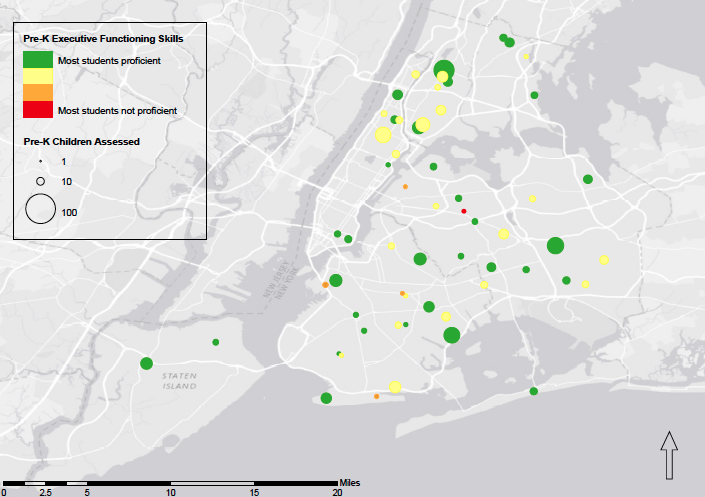 Pre-K Executive Functioning Skills
Most students proficient
Most students not proficient
Pre-K Children Assessed
1
10
100
NEW JERSEY
NEW YORK
STATEN
ISLAND
0 2.5 5 10 15 20 Miles